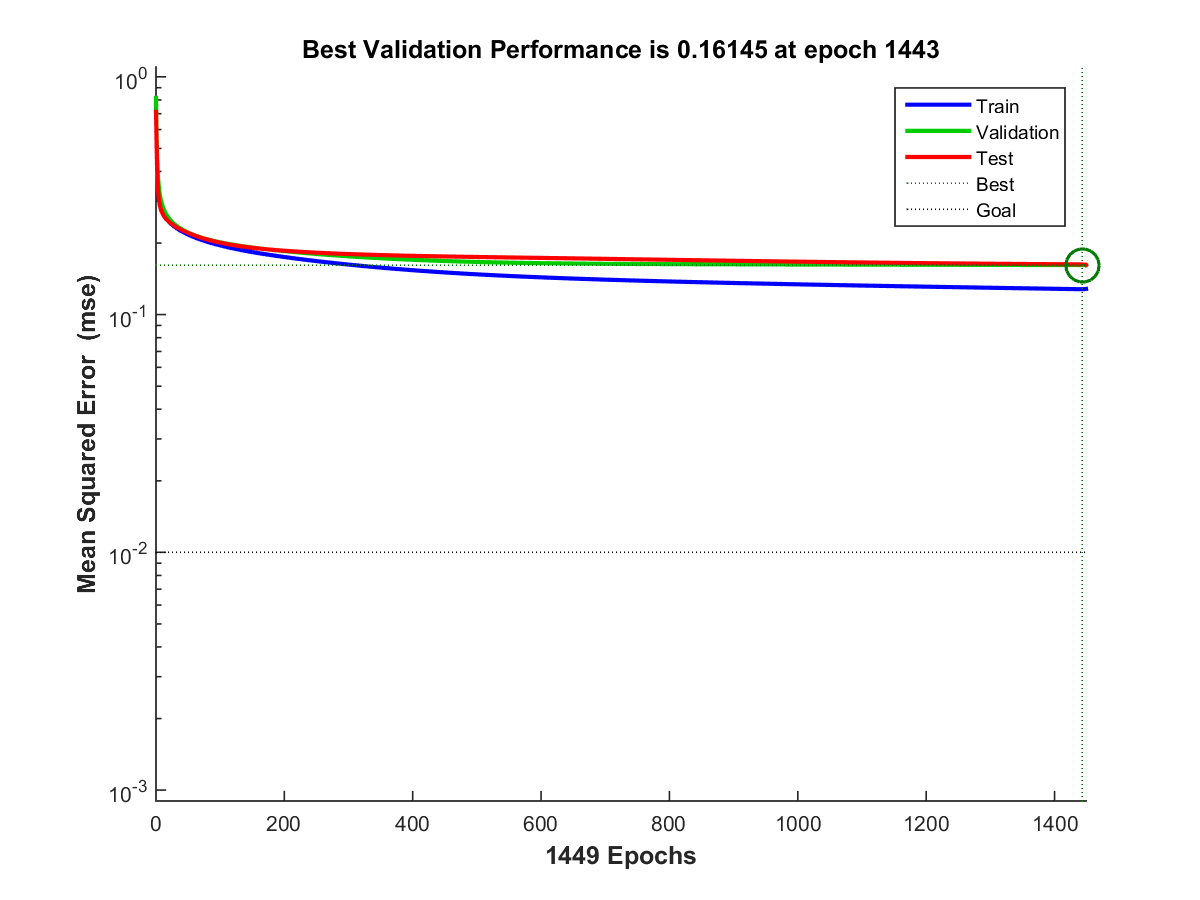 Best Validation Performance is 0.16145 at epoch 1443
Mean Squared Error (mse)
10^0
10^-1
10^-2
10^-3
Train
Validation
Test
Best
Goal
0 200 400 600 800 1000 1200 1400
1449 Epochs